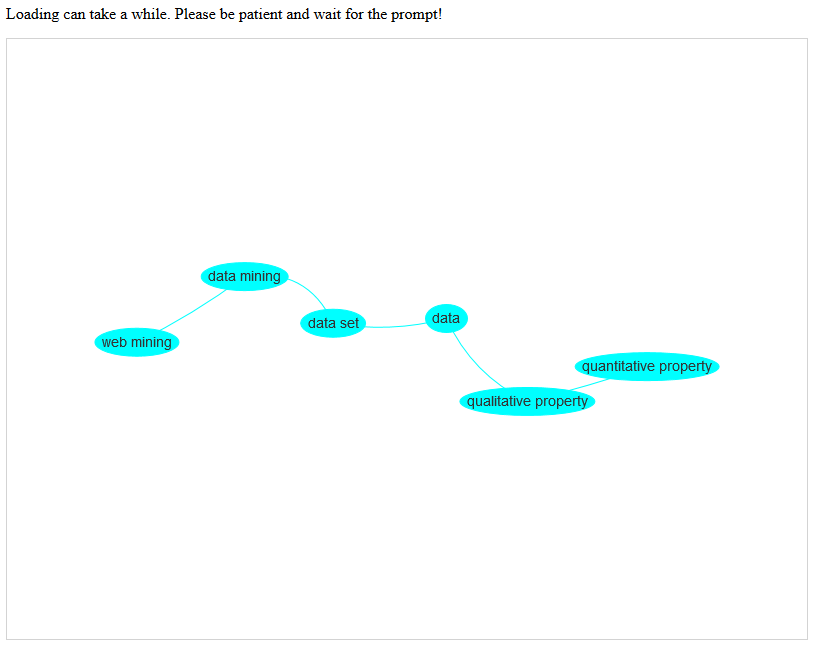 Loading can take a while. Please be patient and wait for the prompt!
data mining
data set
data
web mining
quantitative property
qualitative property